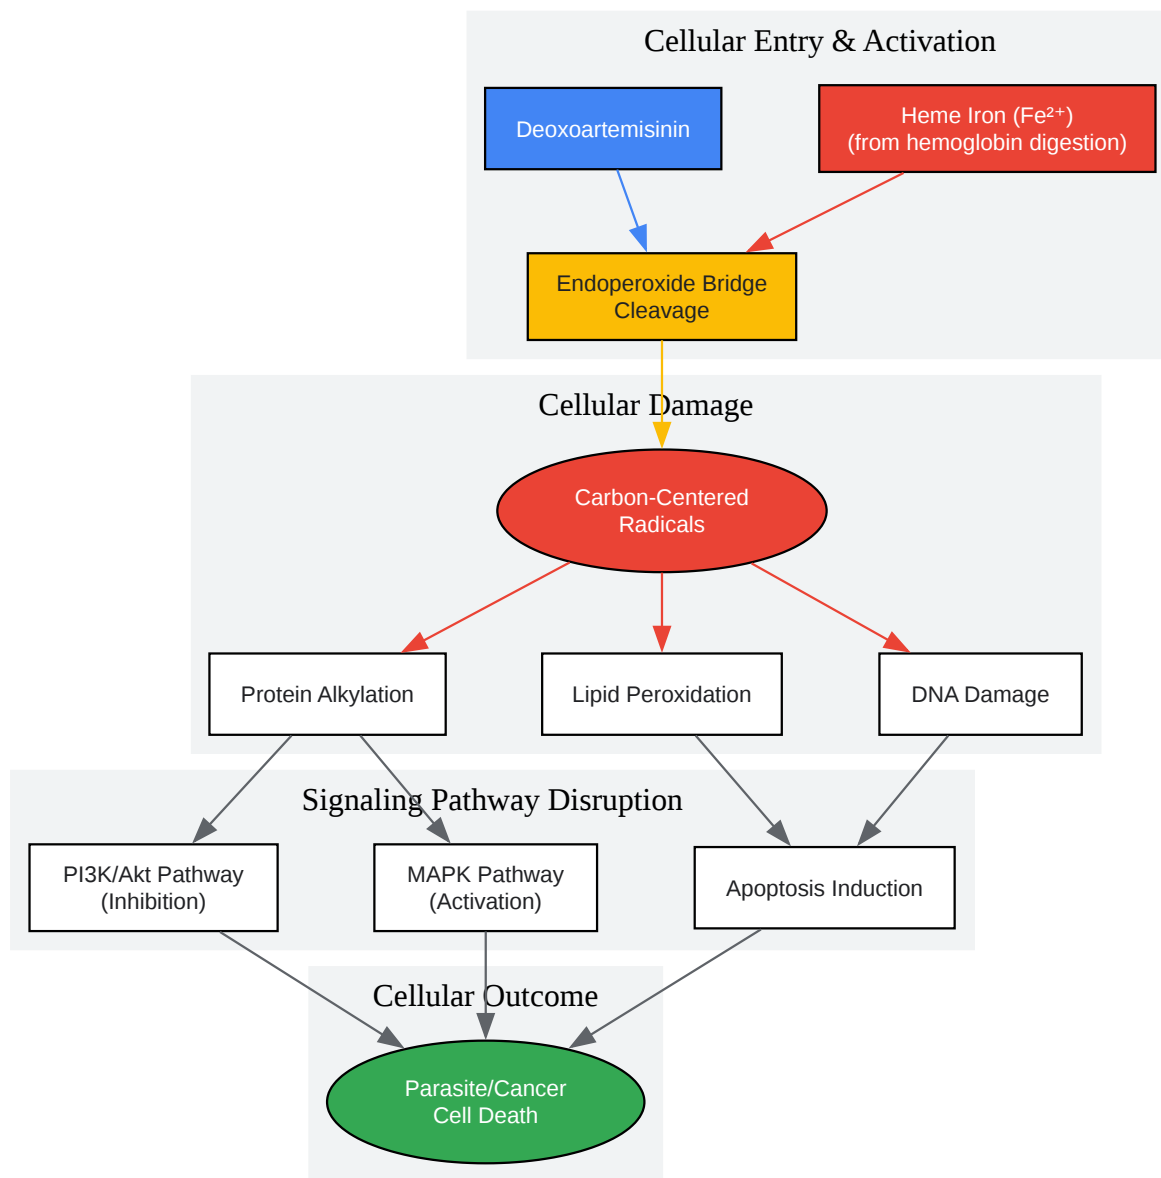 Cellular Entry & Activation
Deoxoartemisinin
Heme Iron (Fe²⁺)
(from hemoglobin digestion)
Endoperoxide Bridge
Cleavage
Cellular Damage
Carbon-Centered
Radicals
Protein Alkylation
Lipid Peroxidation
DNA Damage
Signaling Pathway Disruption
PI3K/Akt Pathway
(Inhibition)
MAPK Pathway
(Activation)
Apoptosis Induction
Cellular Outcome
Parasite/Cancer
Cell Death